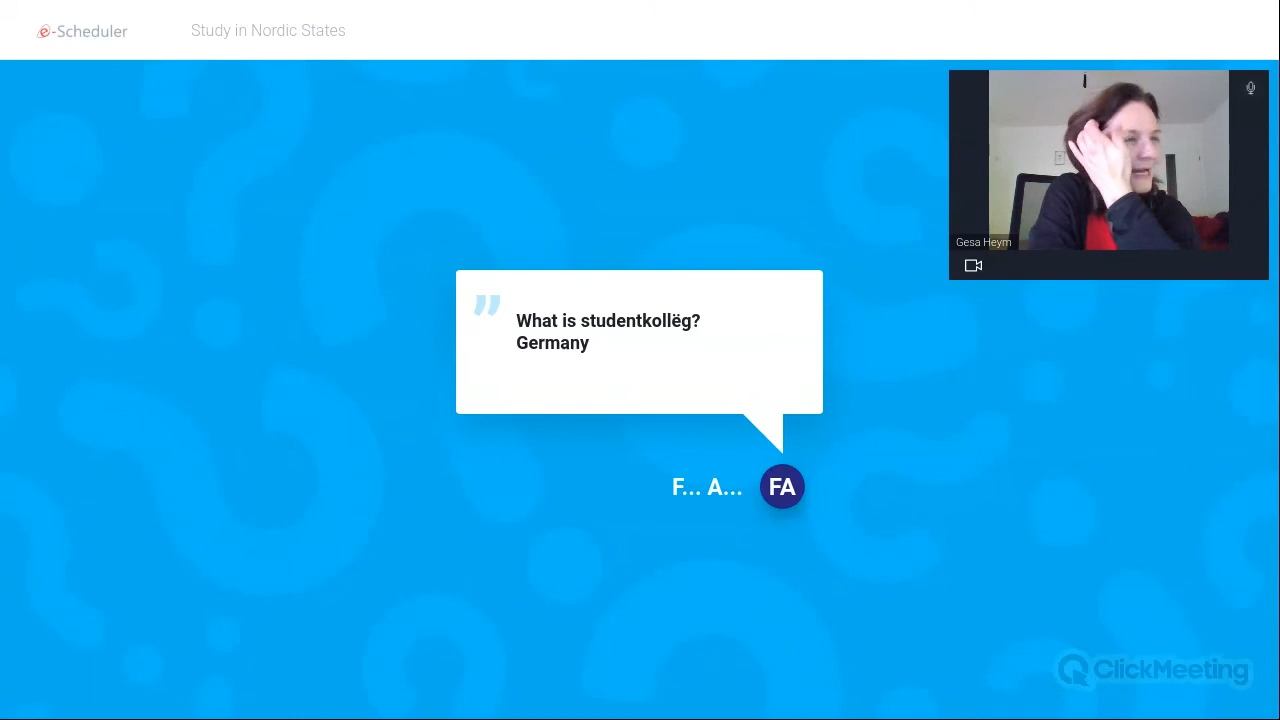 e-Scheduler
Study in Nordic States
Gesa Heym
"
What is studentkollëg?
Germany
F... A...
FA
ClickMeeting